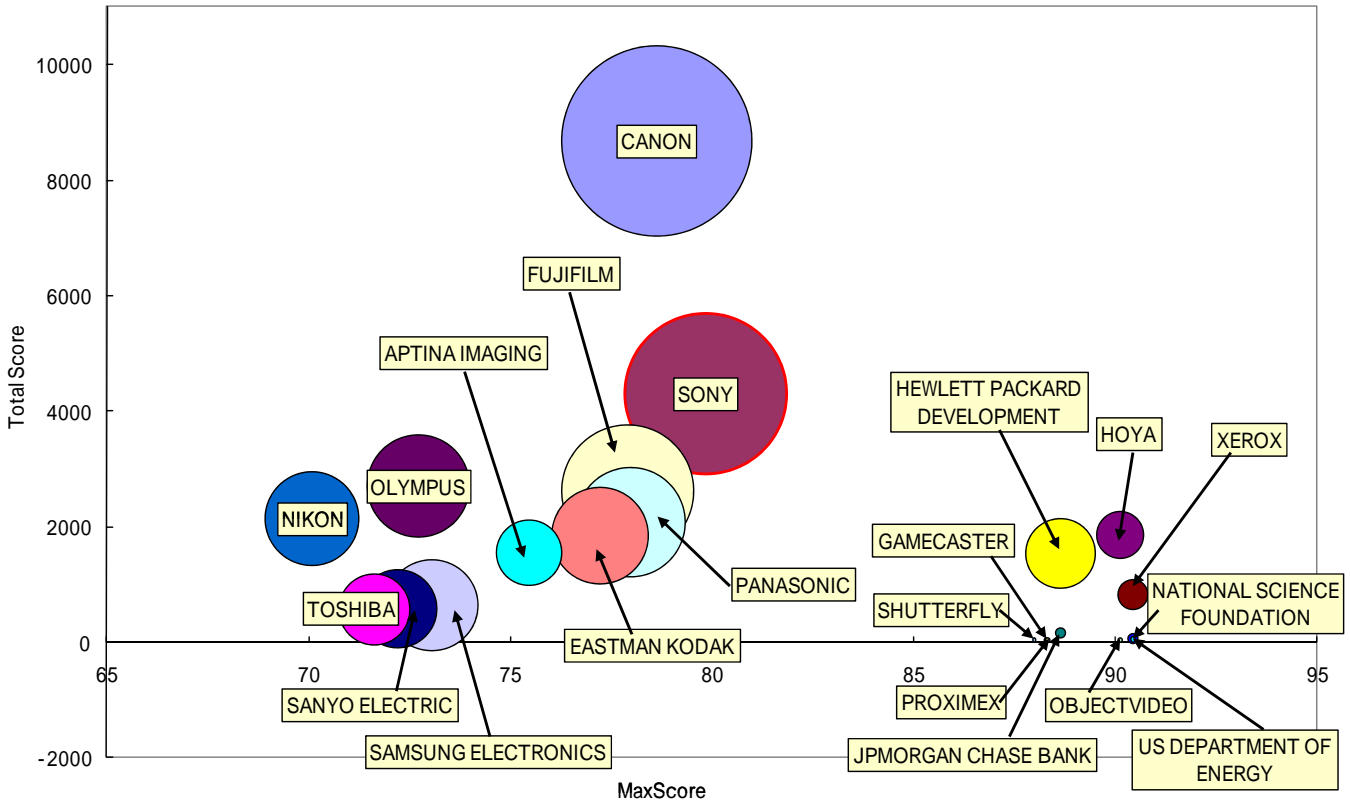 10000
8000
6000
4000
2000
0
-2000
Total Score
65
70
75
80
85
90
95
MaxScore
CANON
FUJIFILM
APTINA IMAGING
SONY
HEWLETT PACKARD
DEVELOPMENT
HOYA
XEROX
OLYMPUS
NIKON
GAMECASTER
PANASONIC
NATIONAL SCIENCE
FOUNDATION
TOSHIBA
SHUTTERFLY
EASTMAN KODAK
SANYO ELECTRIC
PROXIMEX
OBJECTVIDEO
SAMSUNG ELECTRONICS
JPMORGAN CHASE BANK
US DEPARTMENT OF
ENERGY